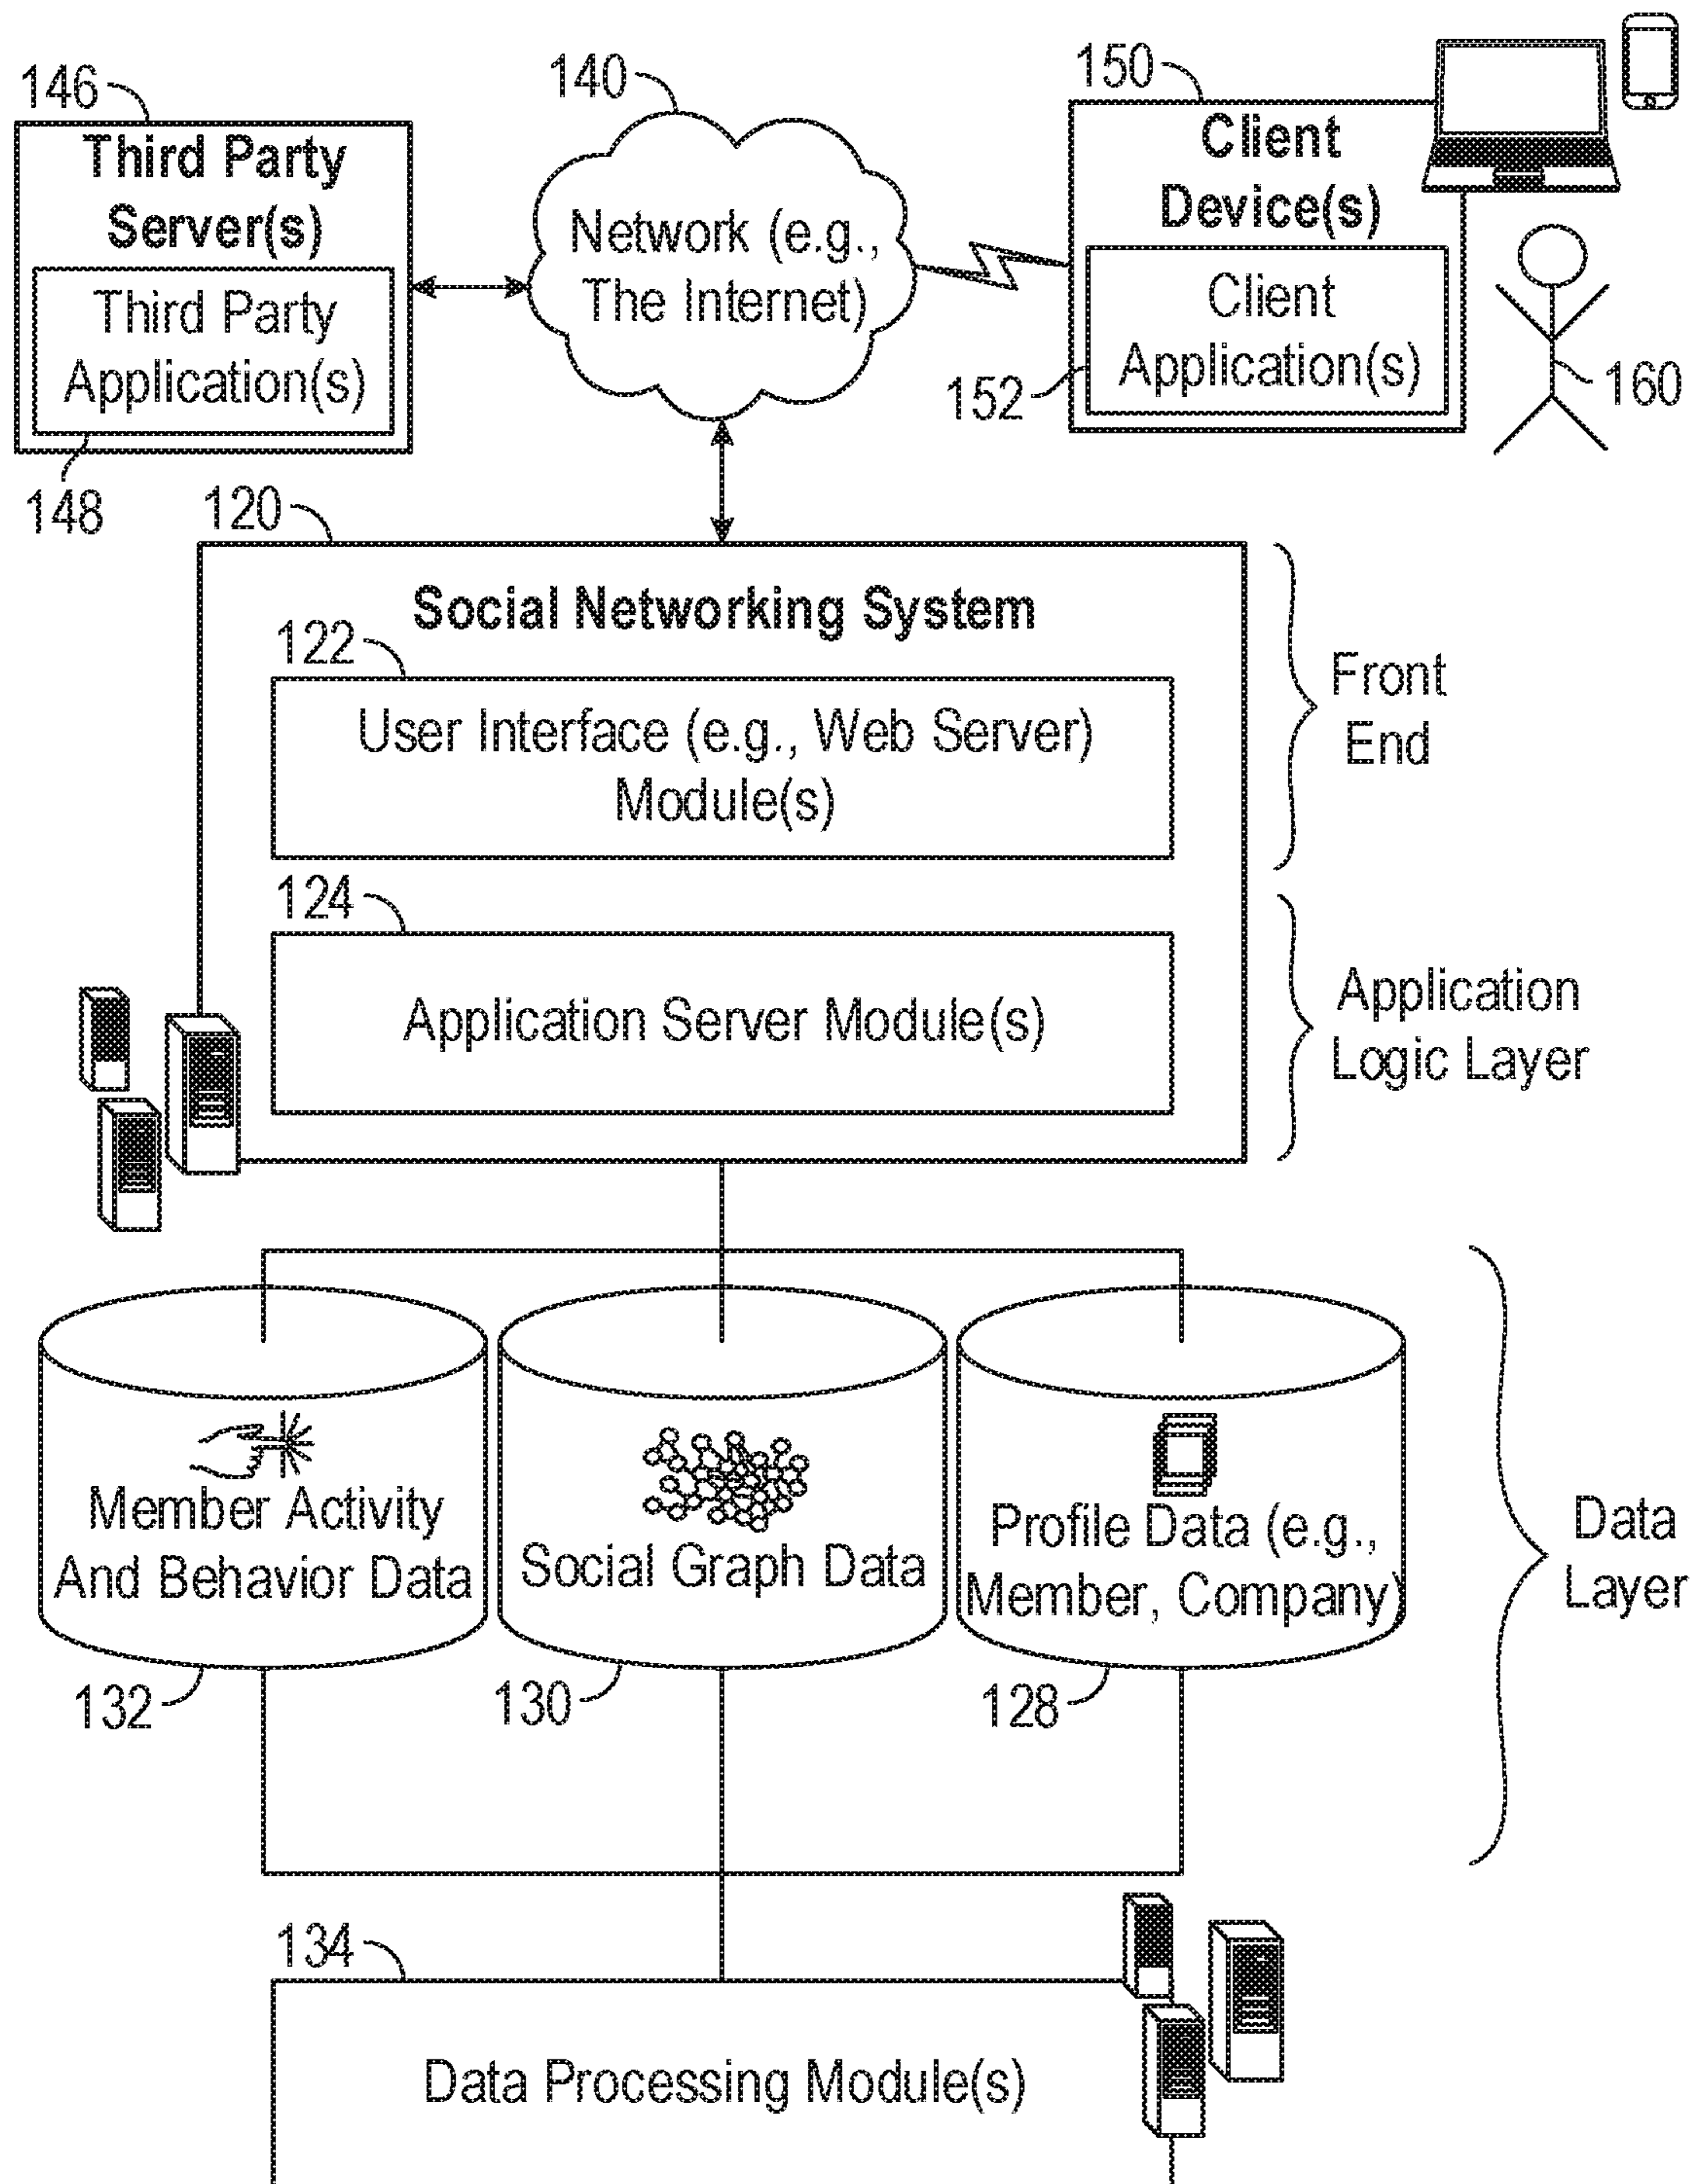 146
Third Party
Server(s)
Third Party
Application(s)
148
140
Network (e.g.,
The Internet)
150
Client
Device(s)
Client
Application(s)
152
160
120
Social Networking System
122
User Interface (e.g., Web Server)
Module(s)
Front
End
124
Application Server Module(s)
Application
Logic Layer
Member Activity
And Behavior Data
132
Social Graph Data
130
Profile Data (e.g.,
Member, Company)
128
Data
Layer
134
Data Processing Module(s)